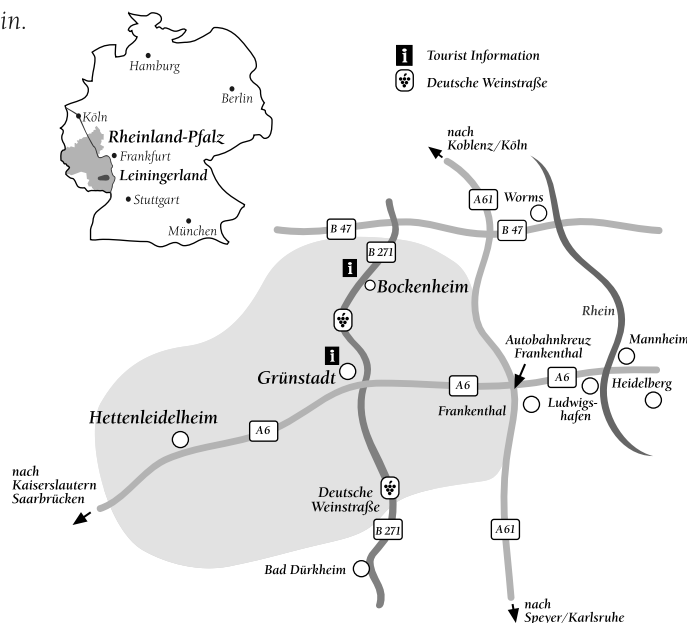 in.
Hamburg
Berlin
Köln
Rheinland-Pfalz
Frankfurt
Leiningerland
Stuttgart
München
i Tourist Information
Deutsche Weinstraße
nach
Koblenz/Köln
A61
Worms
B 47
B 47
B 271
i
Bockenheim
Rhein
Autobahnkreuz
Frankenthal
Mannheim
i
Grünstadt
A6
A6
Heidelberg
Frankenthal
Ludwigs-
hafen
Hettenleidelheim
A6
nach
Kaiserslautern
Saarbrücken
Deutsche
Weinstraße
B 271
A61
Bad Dürkheim
nach
Speyer/Karlsruhe